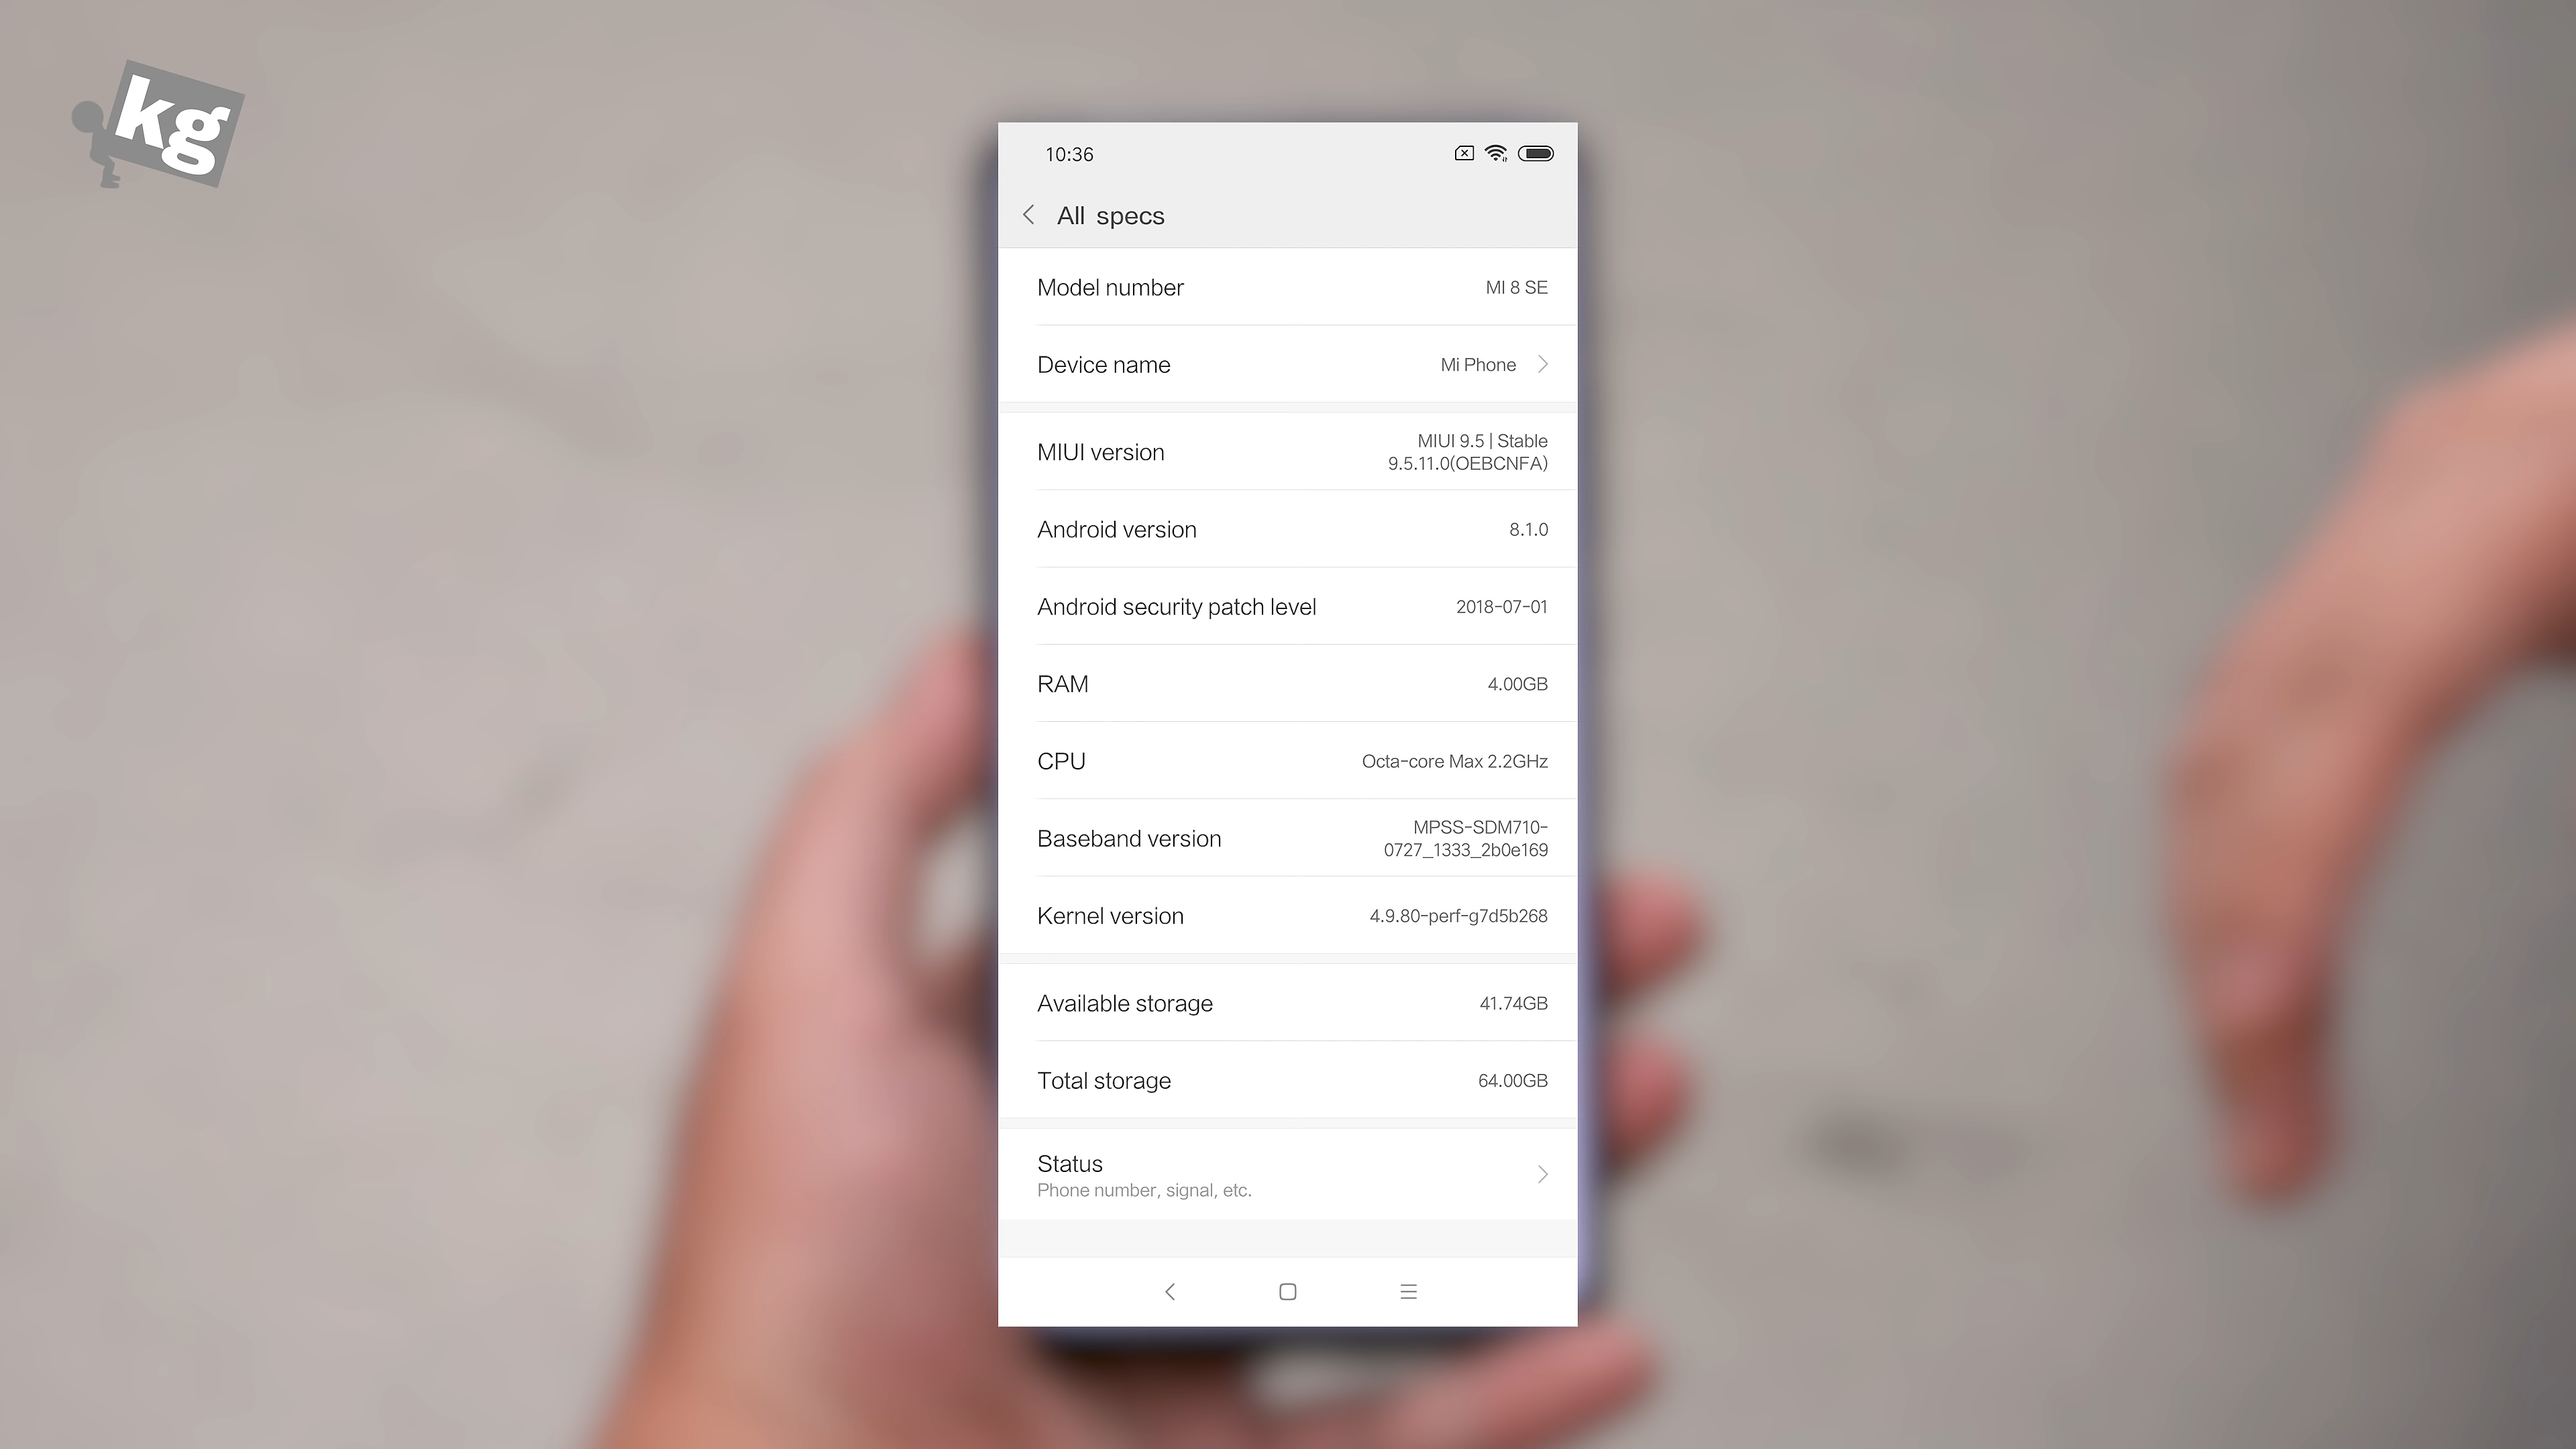 kg
10:36
All specs
Model number MI 8 SE
Device name Mi Phone
MIUI version MIUI 9.5 | Stable
9.5.11.0(OEBCNFA)
Android version 8.1.0
Android security patch level 2018-07-01
RAM 4.00GB
CPU Octa-core Max 2.2GHz
Baseband version MPSS-SDM710-
0727_1333_2b0e169
Kernel version 4.9.80-perf-g7d5b268
Available storage 41.74GB
Total storage 64.00GB
Status
Phone number, signal, etc.